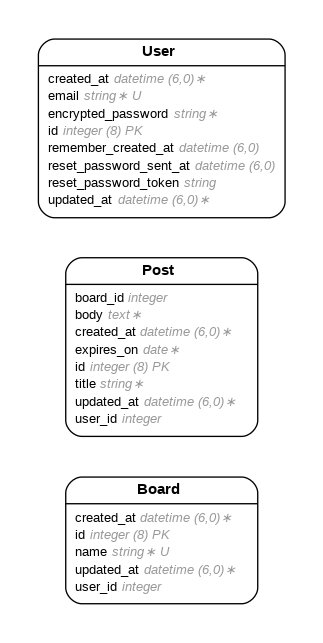 User
created_at datetime (6,0)∗
email string∗ U
encrypted_password string∗
id integer (8) PK
remember_created_at datetime (6,0)
reset_password_sent_at datetime (6,0)
reset_password_token string
updated_at datetime (6,0)∗
Post
board_id integer
body text∗
created_at datetime (6,0)∗
expires_on date∗
id integer (8) PK
title string∗
updated_at datetime (6,0)∗
user_id integer
Board
created_at datetime (6,0)∗
id integer (8) PK
name string∗ U
updated_at datetime (6,0)∗
user_id integer